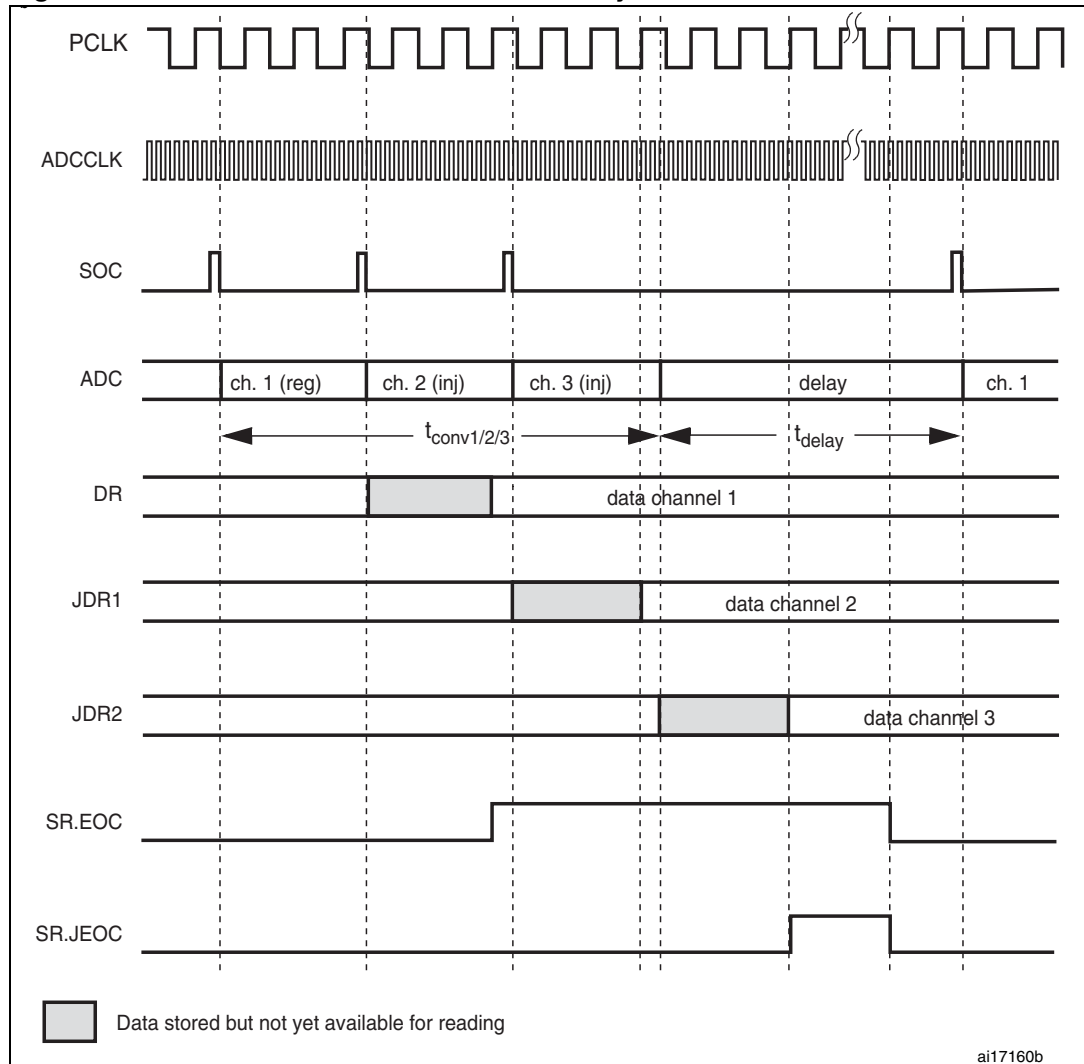 PCLK
ADCCLK
SOC
ADC
ch. 1 (reg)
ch. 2 (inj)
ch. 3 (inj)
delay
ch. 1
tconv1/2/3
tdelay
DR
data channel 1
JDR1
data channel 2
JDR2
data channel 3
SR.EOC
SR.JEOC
Data stored but not yet available for reading
ai17160b